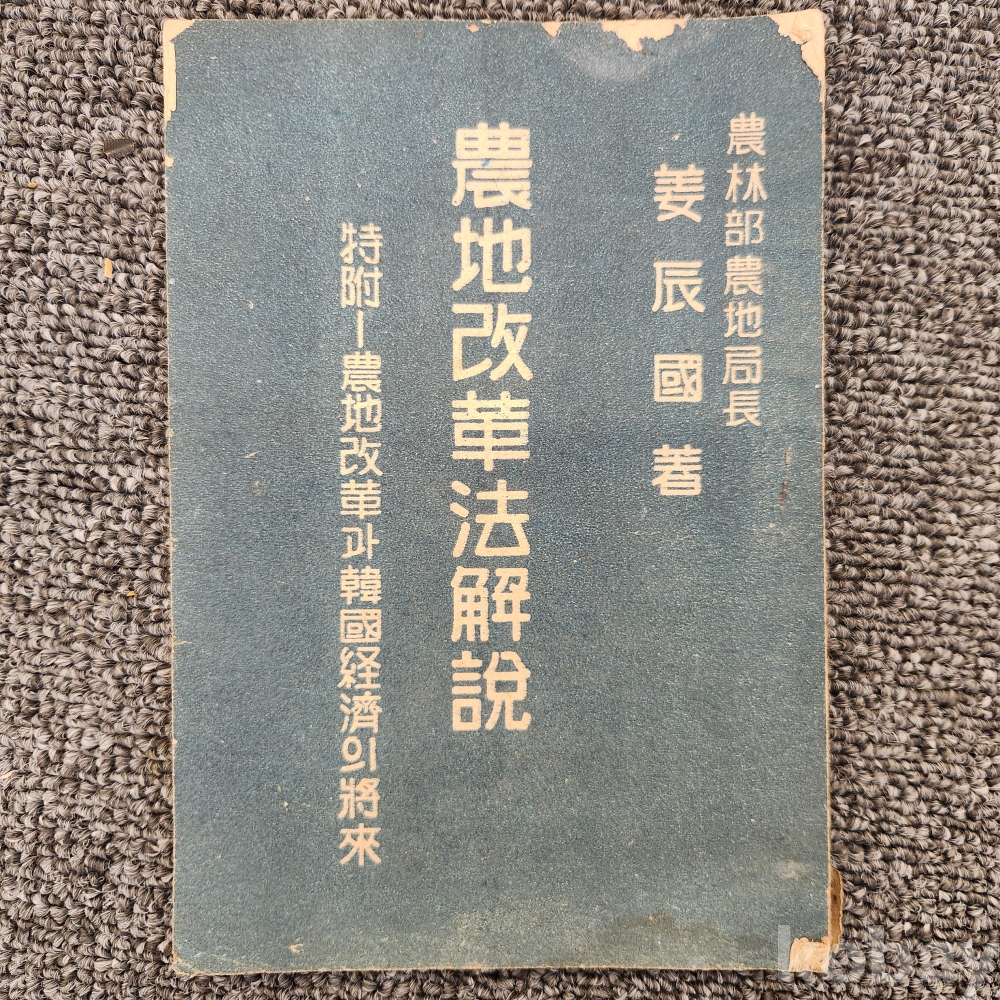 農林部農地局長
姜辰國著
農地改革法解說
特附ー農地改革과韓國経濟의將來